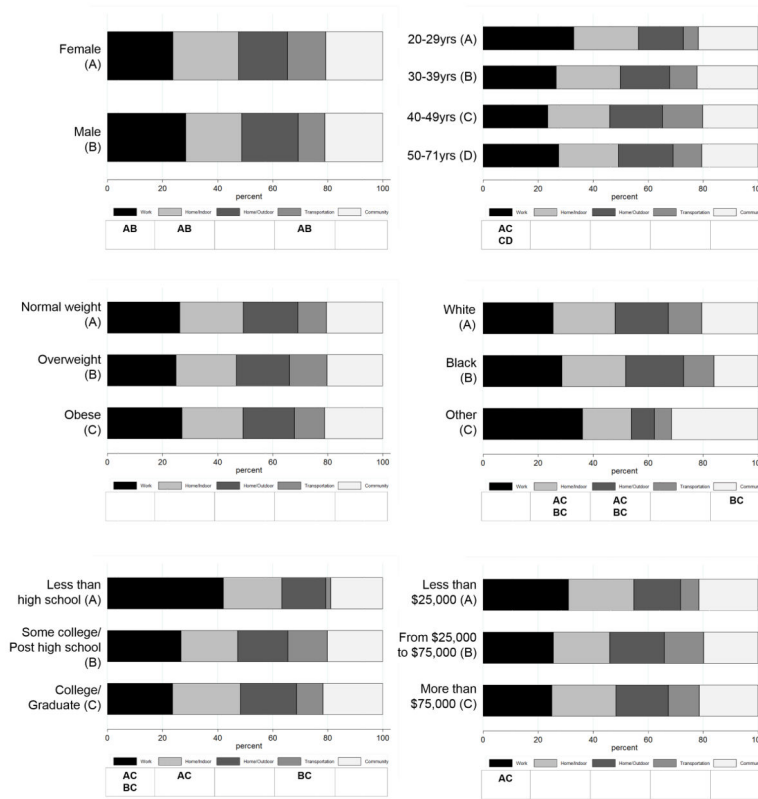 Female
(A)
Male
(B)
0 20 40 60 80 100
percent
Work Home/Indoor Home/Outdoor Transportation Community
AB AB AB
20-29yrs (A)
30-39yrs (B)
40-49yrs (C)
50-71yrs (D)
0 20 40 60 80 100
percent
Work Home/Indoor Home/Outdoor Transportation
AC
CD
Normal weight
(A)
Overweight
(B)
Obese
(C)
0 20 40 60 80 100
percent
Work Home/Indoor Home/Outdoor Transportation Community
White
(A)
Black
(B)
Other
(C)
0 20 40 60 80 100
percent
Work Home/Indoor Home/Outdoor Transportation
AC AC BC
BC BC
Less than
high school (A)
Some college/
Post high school
(B)
College/
Graduate (C)
0 20 40 60 80 100
percent
Work Home/Indoor Home/Outdoor Transportation Community
AC AC BC
BC
Less than
$25,000 (A)
From $25,000
to $75,000 (B)
More than
$75,000 (C)
0 20 40 60 80 100
percent
Work Home/Indoor Home/Outdoor Transportation
AC